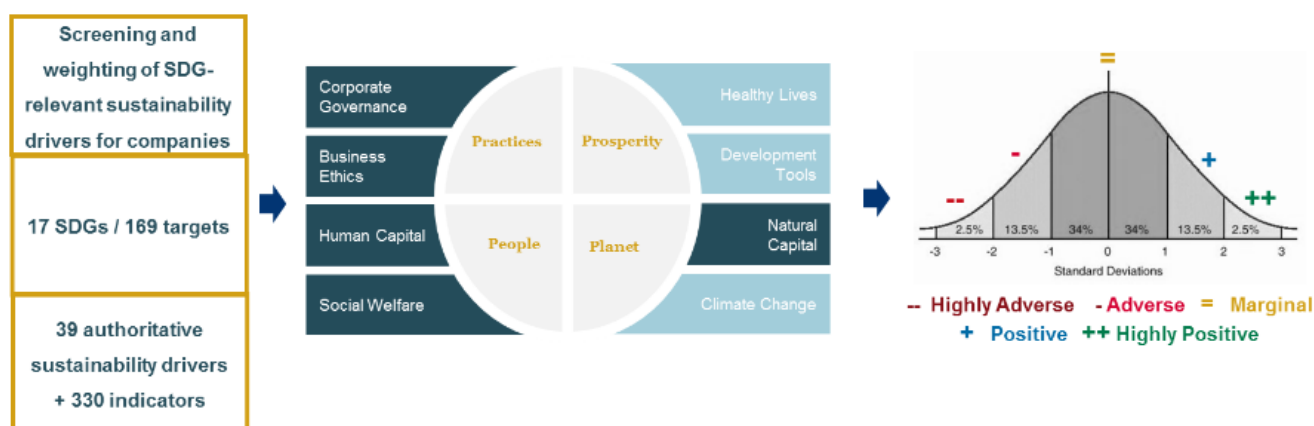 Screening and
weighting of SDG-
relevant sustainability
drivers for companies
17 SDGs / 169 targets
39 authoritative
sustainability drivers
+ 330 indicators
Corporate
Governance
Business
Ethics
Human Capital
Social Welfare
Practices
Prosperity
People
Planet
Healthy Lives
Development
Tools
Natural
Capital
Climate Change
=
-
+
--
++
2.5% 13.5% 34% 34% 13.5% 2.5%
-3 -2 -1 0 1 2 3
Standard Deviations
-- Highly Adverse - Adverse = Marginal
+ Positive ++ Highly Positive